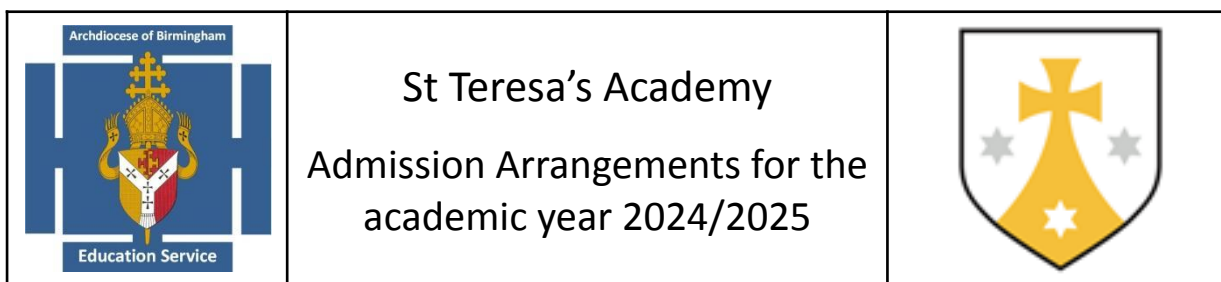 Archdiocese of Birmingham
Education Service
St Teresa’s Academy
Admission Arrangements for the
academic year 2024/2025